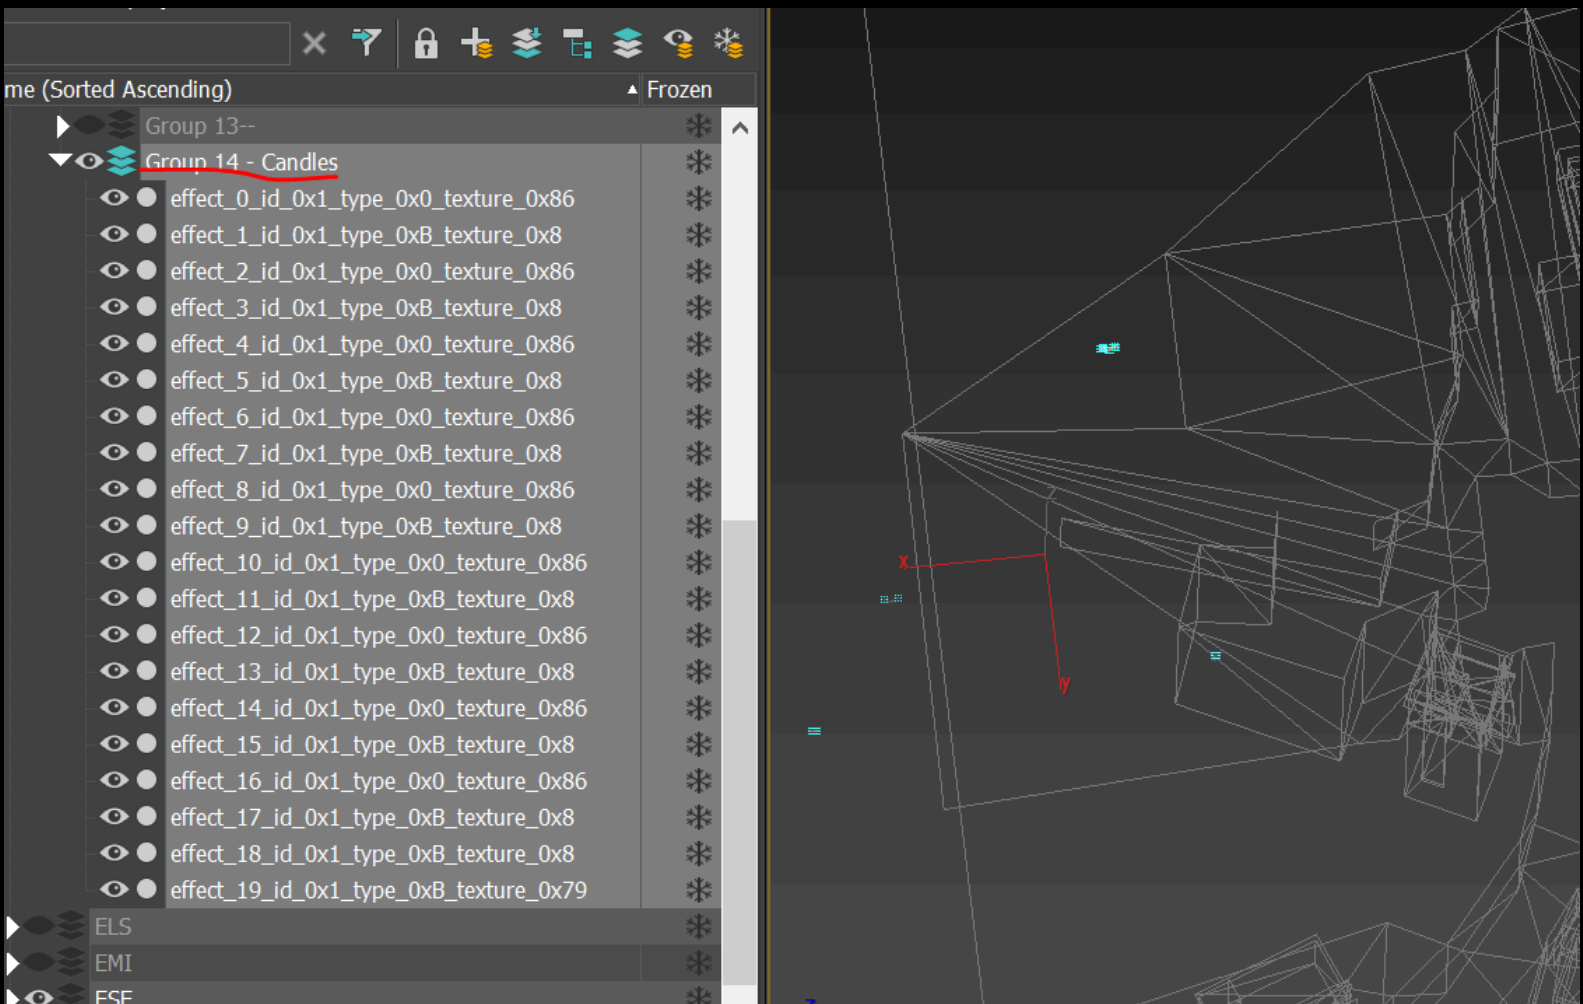 me (Sorted Ascending) Frozen
Group 13--
Group 14 - Candles
effect_0_id_0x1_type_0x0_texture_0x86
effect_1_id_0x1_type_0xB_texture_0x8
effect_2_id_0x1_type_0x0_texture_0x86
effect_3_id_0x1_type_0xB_texture_0x8
effect_4_id_0x1_type_0x0_texture_0x86
effect_5_id_0x1_type_0xB_texture_0x8
effect_6_id_0x1_type_0x0_texture_0x86
effect_7_id_0x1_type_0xB_texture_0x8
effect_8_id_0x1_type_0x0_texture_0x86
effect_9_id_0x1_type_0xB_texture_0x8
effect_10_id_0x1_type_0x0_texture_0x86
effect_11_id_0x1_type_0xB_texture_0x8
effect_12_id_0x1_type_0x0_texture_0x86
effect_13_id_0x1_type_0xB_texture_0x8
effect_14_id_0x1_type_0x0_texture_0x86
effect_15_id_0x1_type_0xB_texture_0x8
effect_16_id_0x1_type_0x0_texture_0x86
effect_17_id_0x1_type_0xB_texture_0x8
effect_18_id_0x1_type_0xB_texture_0x8
effect_19_id_0x1_type_0xB_texture_0x79
ELS
EMI
ESE
x
y